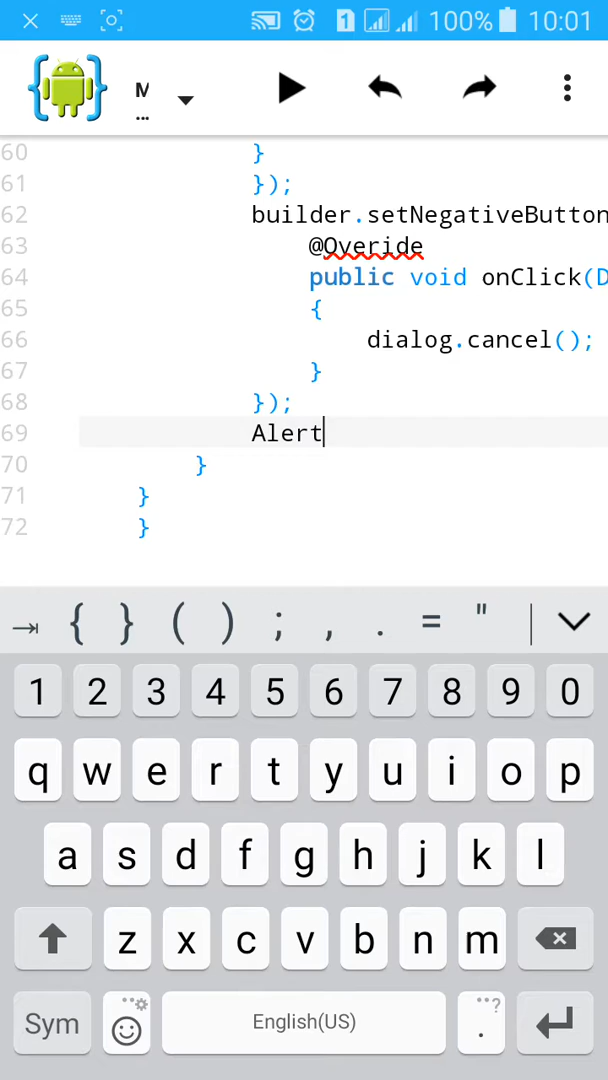 1 100% 10:01
M
...
60 }
61 });
62 builder.setNegativeButton
63 @Overide
64 public void onClick(D
65 {
66 dialog.cancel();
67 }
68 });
69 Alert
70 }
71 }
72 }
{ } ( ) ; , . = " |
1 2 3 4 5 6 7 8 9 0
q w e r t y u i o p
a s d f g h j k l
z x c v b n m
Sym English(US) . ?